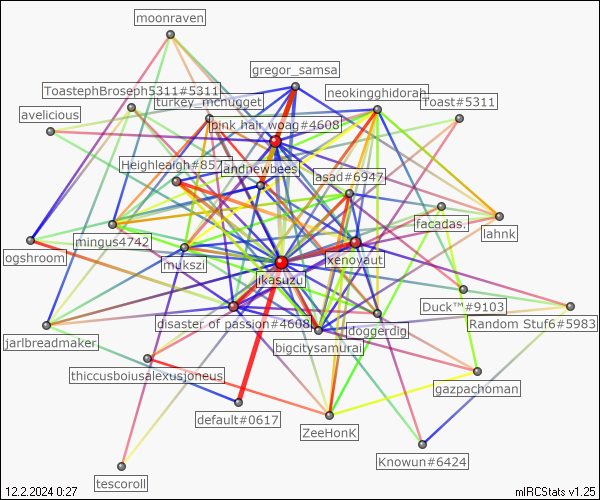 moonraven
gregor_samsa
ToastephBroseph5311#5311
neokingghidorah
turkey_mcnugget
Toast#5311
avelicious
pink hair woag#4608
Heighleigh#857
andnewbees
asad#6947
facadas.
lahnk
mingus4742
ogshroom
mukszi
xenoyaut
ikasuzu
Duck™#9103
disaster of passion#4608
doggerdig
Random Stuf6#5983
jarlbreadmaker
bigcitysamurai
thiccusboiusalexusjoneus
gazpachoman
default#0617
ZeeHonK
Knowun#6424
tescoroll
12.2.2024 0:27
mIRCStats v1.25